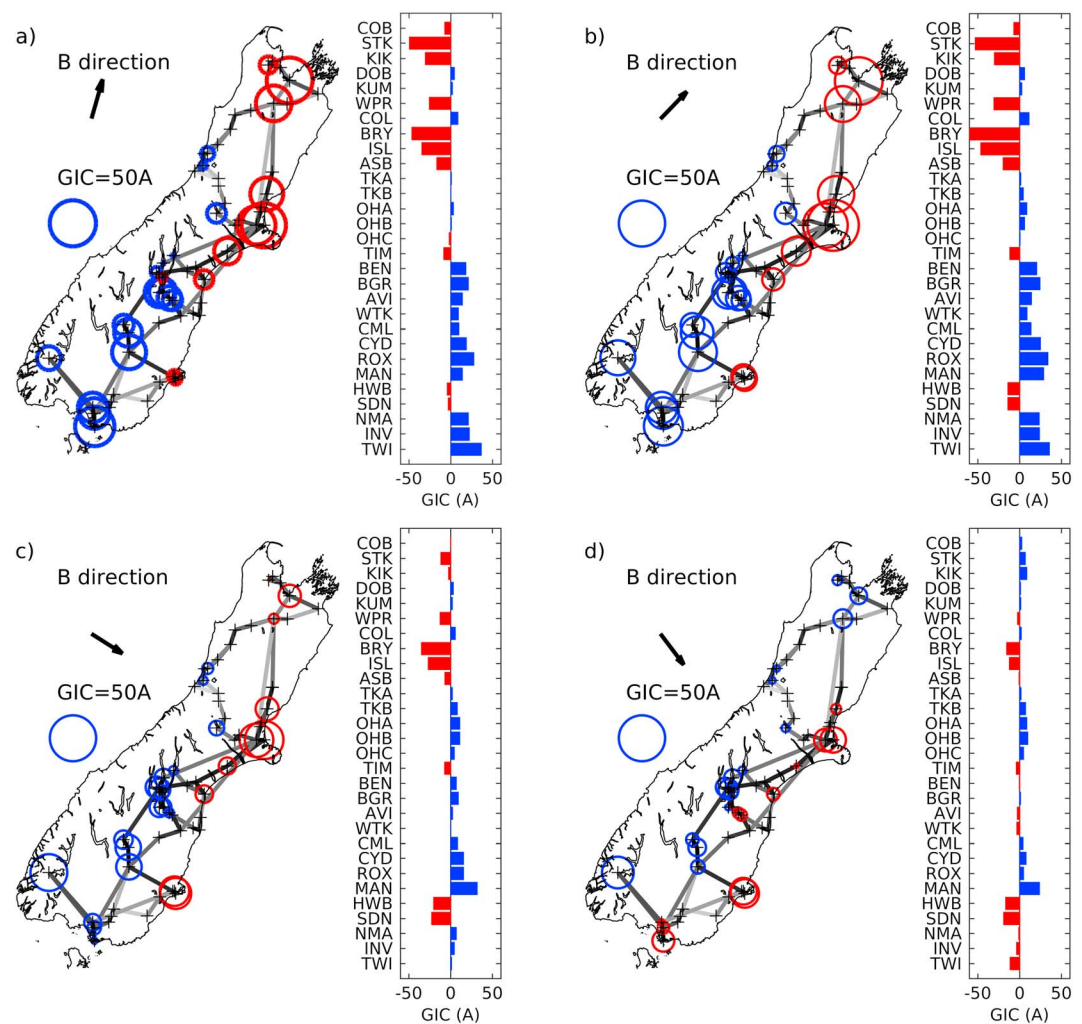 a)
B direction
GIC=50A
COB
STK
KIK
DOB
KUM
WPR
COL
BRY
ISL
ASB
TKA
TKB
OHA
OHB
OHC
TIM
BEN
BGR
AVI
WTK
CML
CYD
ROX
MAN
HWB
SDN
NMA
INV
TWI
-50 0 50
GIC (A)
b)
B direction
GIC=50A
COB
STK
KIK
DOB
KUM
WPR
COL
BRY
ISL
ASB
TKA
TKB
OHA
OHB
OHC
TIM
BEN
BGR
AVI
WTK
CML
CYD
ROX
MAN
HWB
SDN
NMA
INV
TWI
-50 0 50
GIC (A)
c)
B direction
GIC=50A
COB
STK
KIK
DOB
KUM
WPR
COL
BRY
ISL
ASB
TKA
TKB
OHA
OHB
OHC
TIM
BEN
BGR
AVI
WTK
CML
CYD
ROX
MAN
HWB
SDN
NMA
INV
TWI
-50 0 50
GIC (A)
d)
B direction
GIC=50A
COB
STK
KIK
DOB
KUM
WPR
COL
BRY
ISL
ASB
TKA
TKB
OHA
OHB
OHC
TIM
BEN
BGR
AVI
WTK
CML
CYD
ROX
MAN
HWB
SDN
NMA
INV
TWI
-50 0 50
GIC (A)